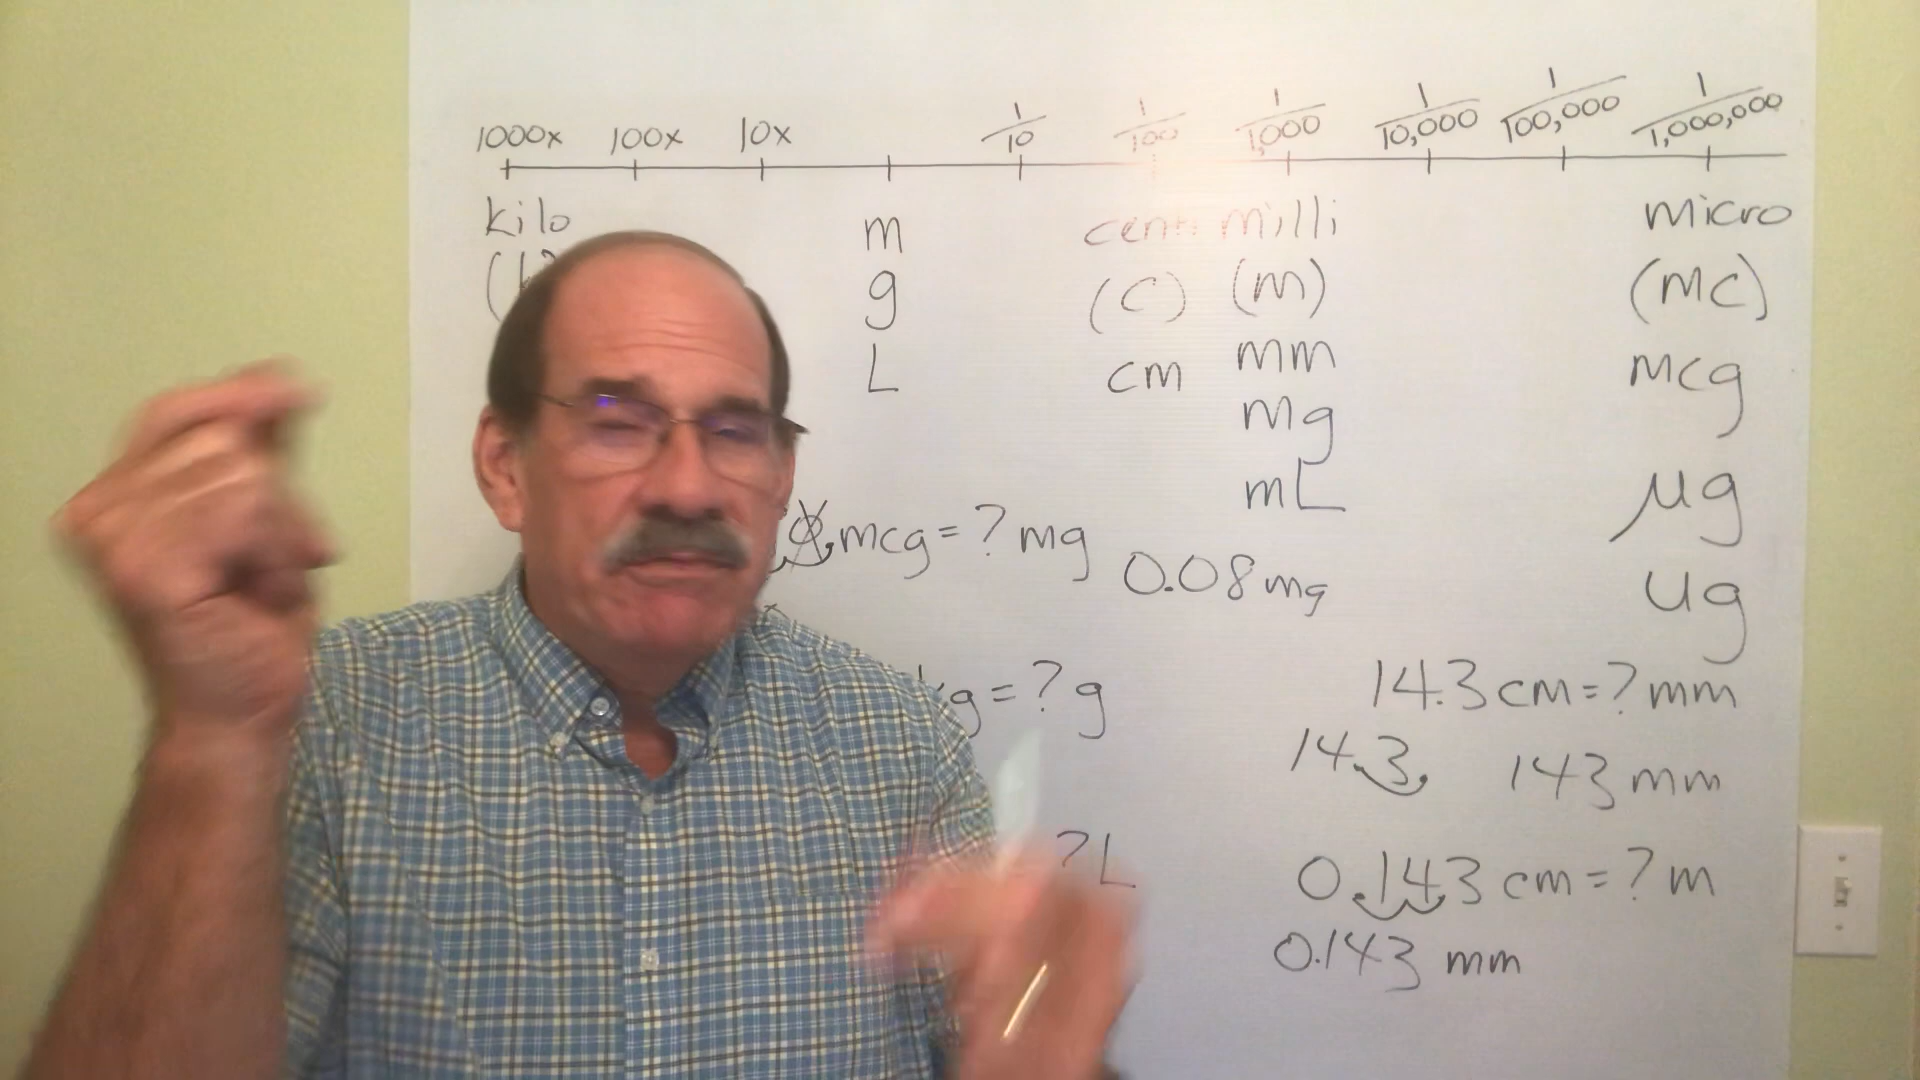 1000x 100x 10x 1/10 1/100 1/1,000 1/10,000 1/100,000 1/1,000,000
kilo m centi milli micro
g (c) (m) (mc)
L cm mm mcg
mg
mL µg
mcg = ? mg
0.08 mg ug
g = ? g 14.3 cm = ? mm
14.3. 143 mm
? L 0.143 cm = ? m
0.143 mm